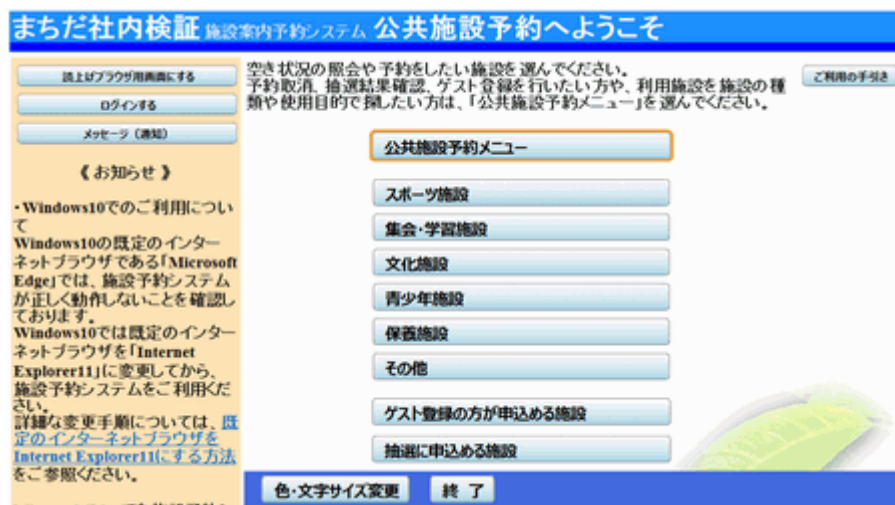 まちだ社内検証 施設案内予約システム 公共施設予約へようこそ
読上げブラウザ用画面にする
ログインする
メッセージ（通知）
《お知らせ》
・Windows10でのご利用につい
て
Windows10の既定のインター
ネットブラウザである「Microsoft
Edge」では、施設予約システム
が正しく動作しないことを確認し
ております。
Windows10では既定のインター
ネットブラウザを「Internet
Explorer11」に変更してから、
施設予約システムをご利用くだ
さい。
詳細な変更手順については、既
定のインターネットブラウザを
Internet Explorer11にする方法
をご参照ください。
空き状況の照会や予約をしたい施設を選んでください。
予約取消、抽選結果確認、ゲスト登録を行いたい方や、利用施設を施設の種
類や使用目的で探したい方は、「公共施設予約メニュー」を選んでください。
ご利用の手引き
公共施設予約メニュー
スポーツ施設
集会・学習施設
文化施設
青少年施設
保養施設
その他
ゲスト登録の方が申込める施設
抽選に申込める施設
色・文字サイズ変更
終 了